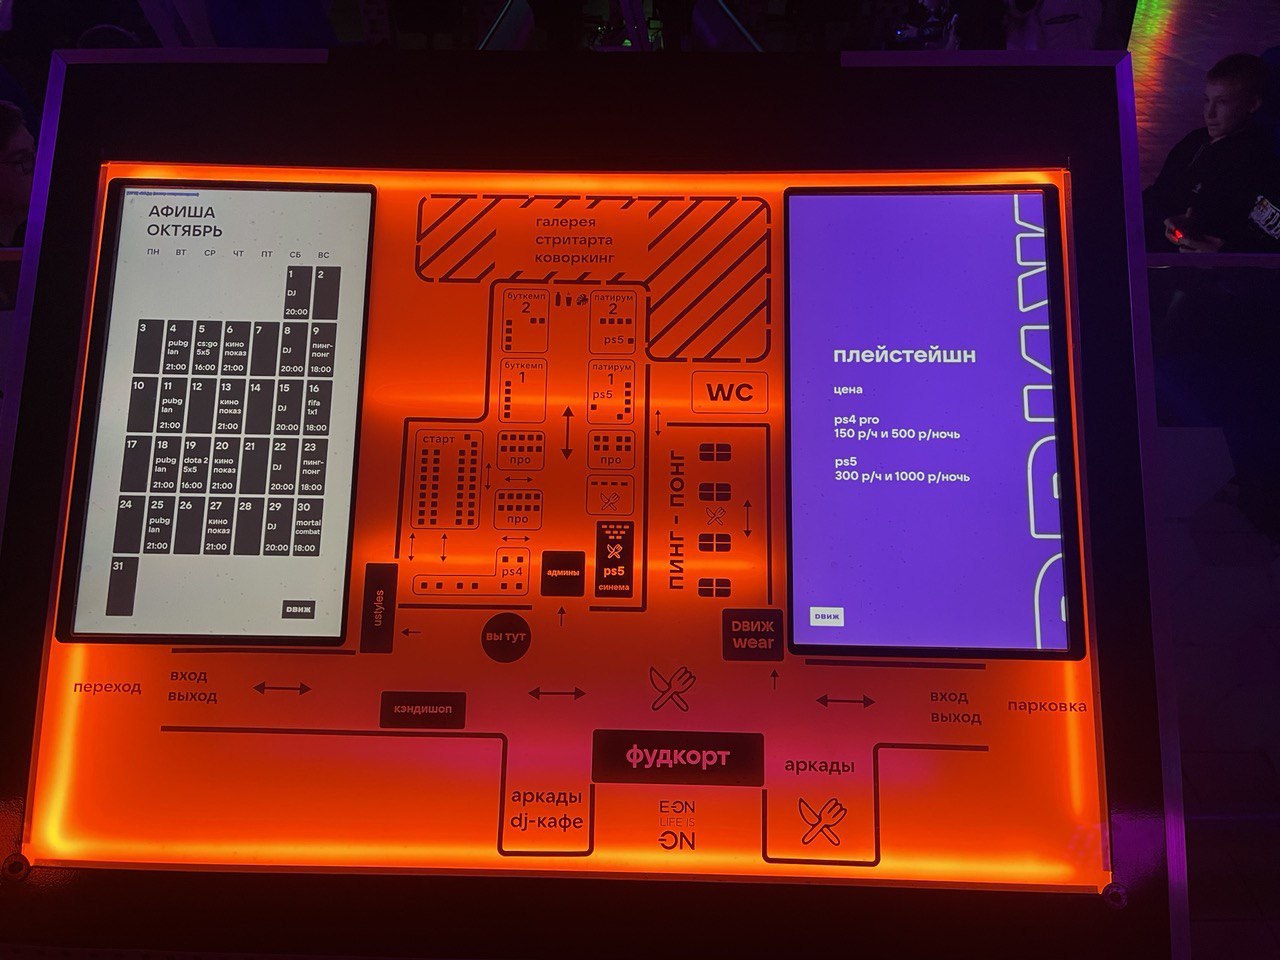 АФИША
ОКТЯБРЬ
ПН ВТ СР ЧТ ПТ СБ ВС
1 2
DJ
20:00
3 4 5 6 7 8 9
pubg lan 21:00
cs:go 5x5 16:00
кино показ 21:00
DJ 20:00
пинг-понг 18:00
10 11 12 13 14 15 16
pubg lan 21:00
кино показ 21:00
DJ 20:00
fifa 1x1 18:00
17 18 19 20 21 22 23
pubg lan 21:00
dota 2 5x5 16:00
кино показ 21:00
DJ 20:00
пинг-понг 18:00
24 25 26 27 28 29 30
pubg lan 21:00
кино показ 21:00
DJ 20:00
mortal combat 18:00
31
DВИЖ
галерея
стритарта
коворкинг
буткемп
2
патирум
2
ps5
буткемп
1
патирум
1
ps5
WC
старт
про
про
про
ПИНГ - ПОНГ
ps4
админы
ps5
синема
ustyles
вы тут
DВИЖ
wear
переход
вход
выход
кэндишоп
вход
выход
парковка
фудкорт
аркады
аркады
dj-кафе
EON
LIFE IS
ON
плейстейшн
цена
ps4 pro
150 р/ч и 500 р/ночь
ps5
300 р/ч и 1000 р/ночь
DВИЖ
DВИЖ